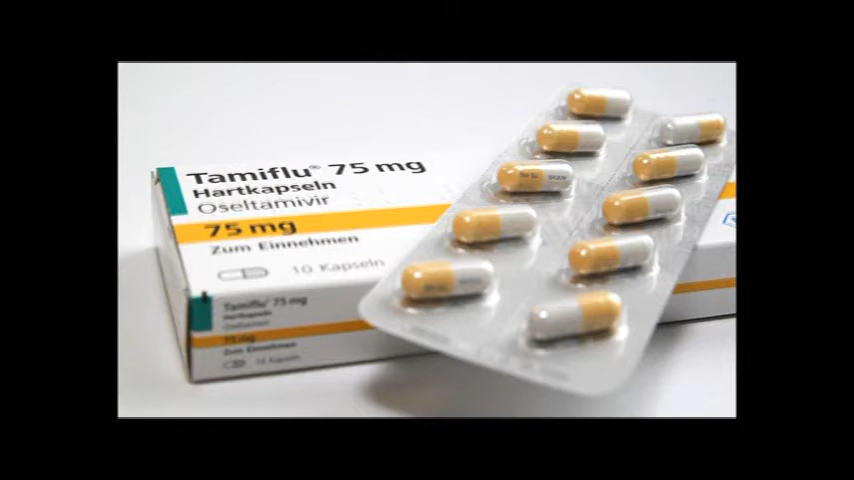 Tamiflu® 75 mg
Hartkapseln
Oseltamivir
75 mg
Zum Einnehmen
10 Kapseln
Tamiflu® 75 mg
Hartkapseln
Oseltamivir
75 mg
Zum Einnehmen
10 Kapseln